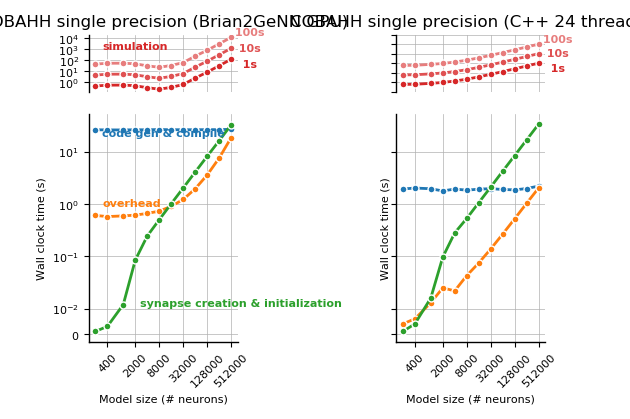 OBAHH single precision (Brian2GeNN GPU)
COBAHH single precision (C++ 24 thread
10⁴
10³
10²
10¹
10⁰
simulation
100s
10s
1s
100s
10s
1s
Wall clock time (s)
10¹
10⁰
10⁻¹
10⁻²
0
code gen & compile
overhead
synapse creation & initialization
400
2000
8000
32000
128000
512000
Model size (# neurons)
Wall clock time (s)
400
2000
8000
32000
128000
512000
Model size (# neurons)